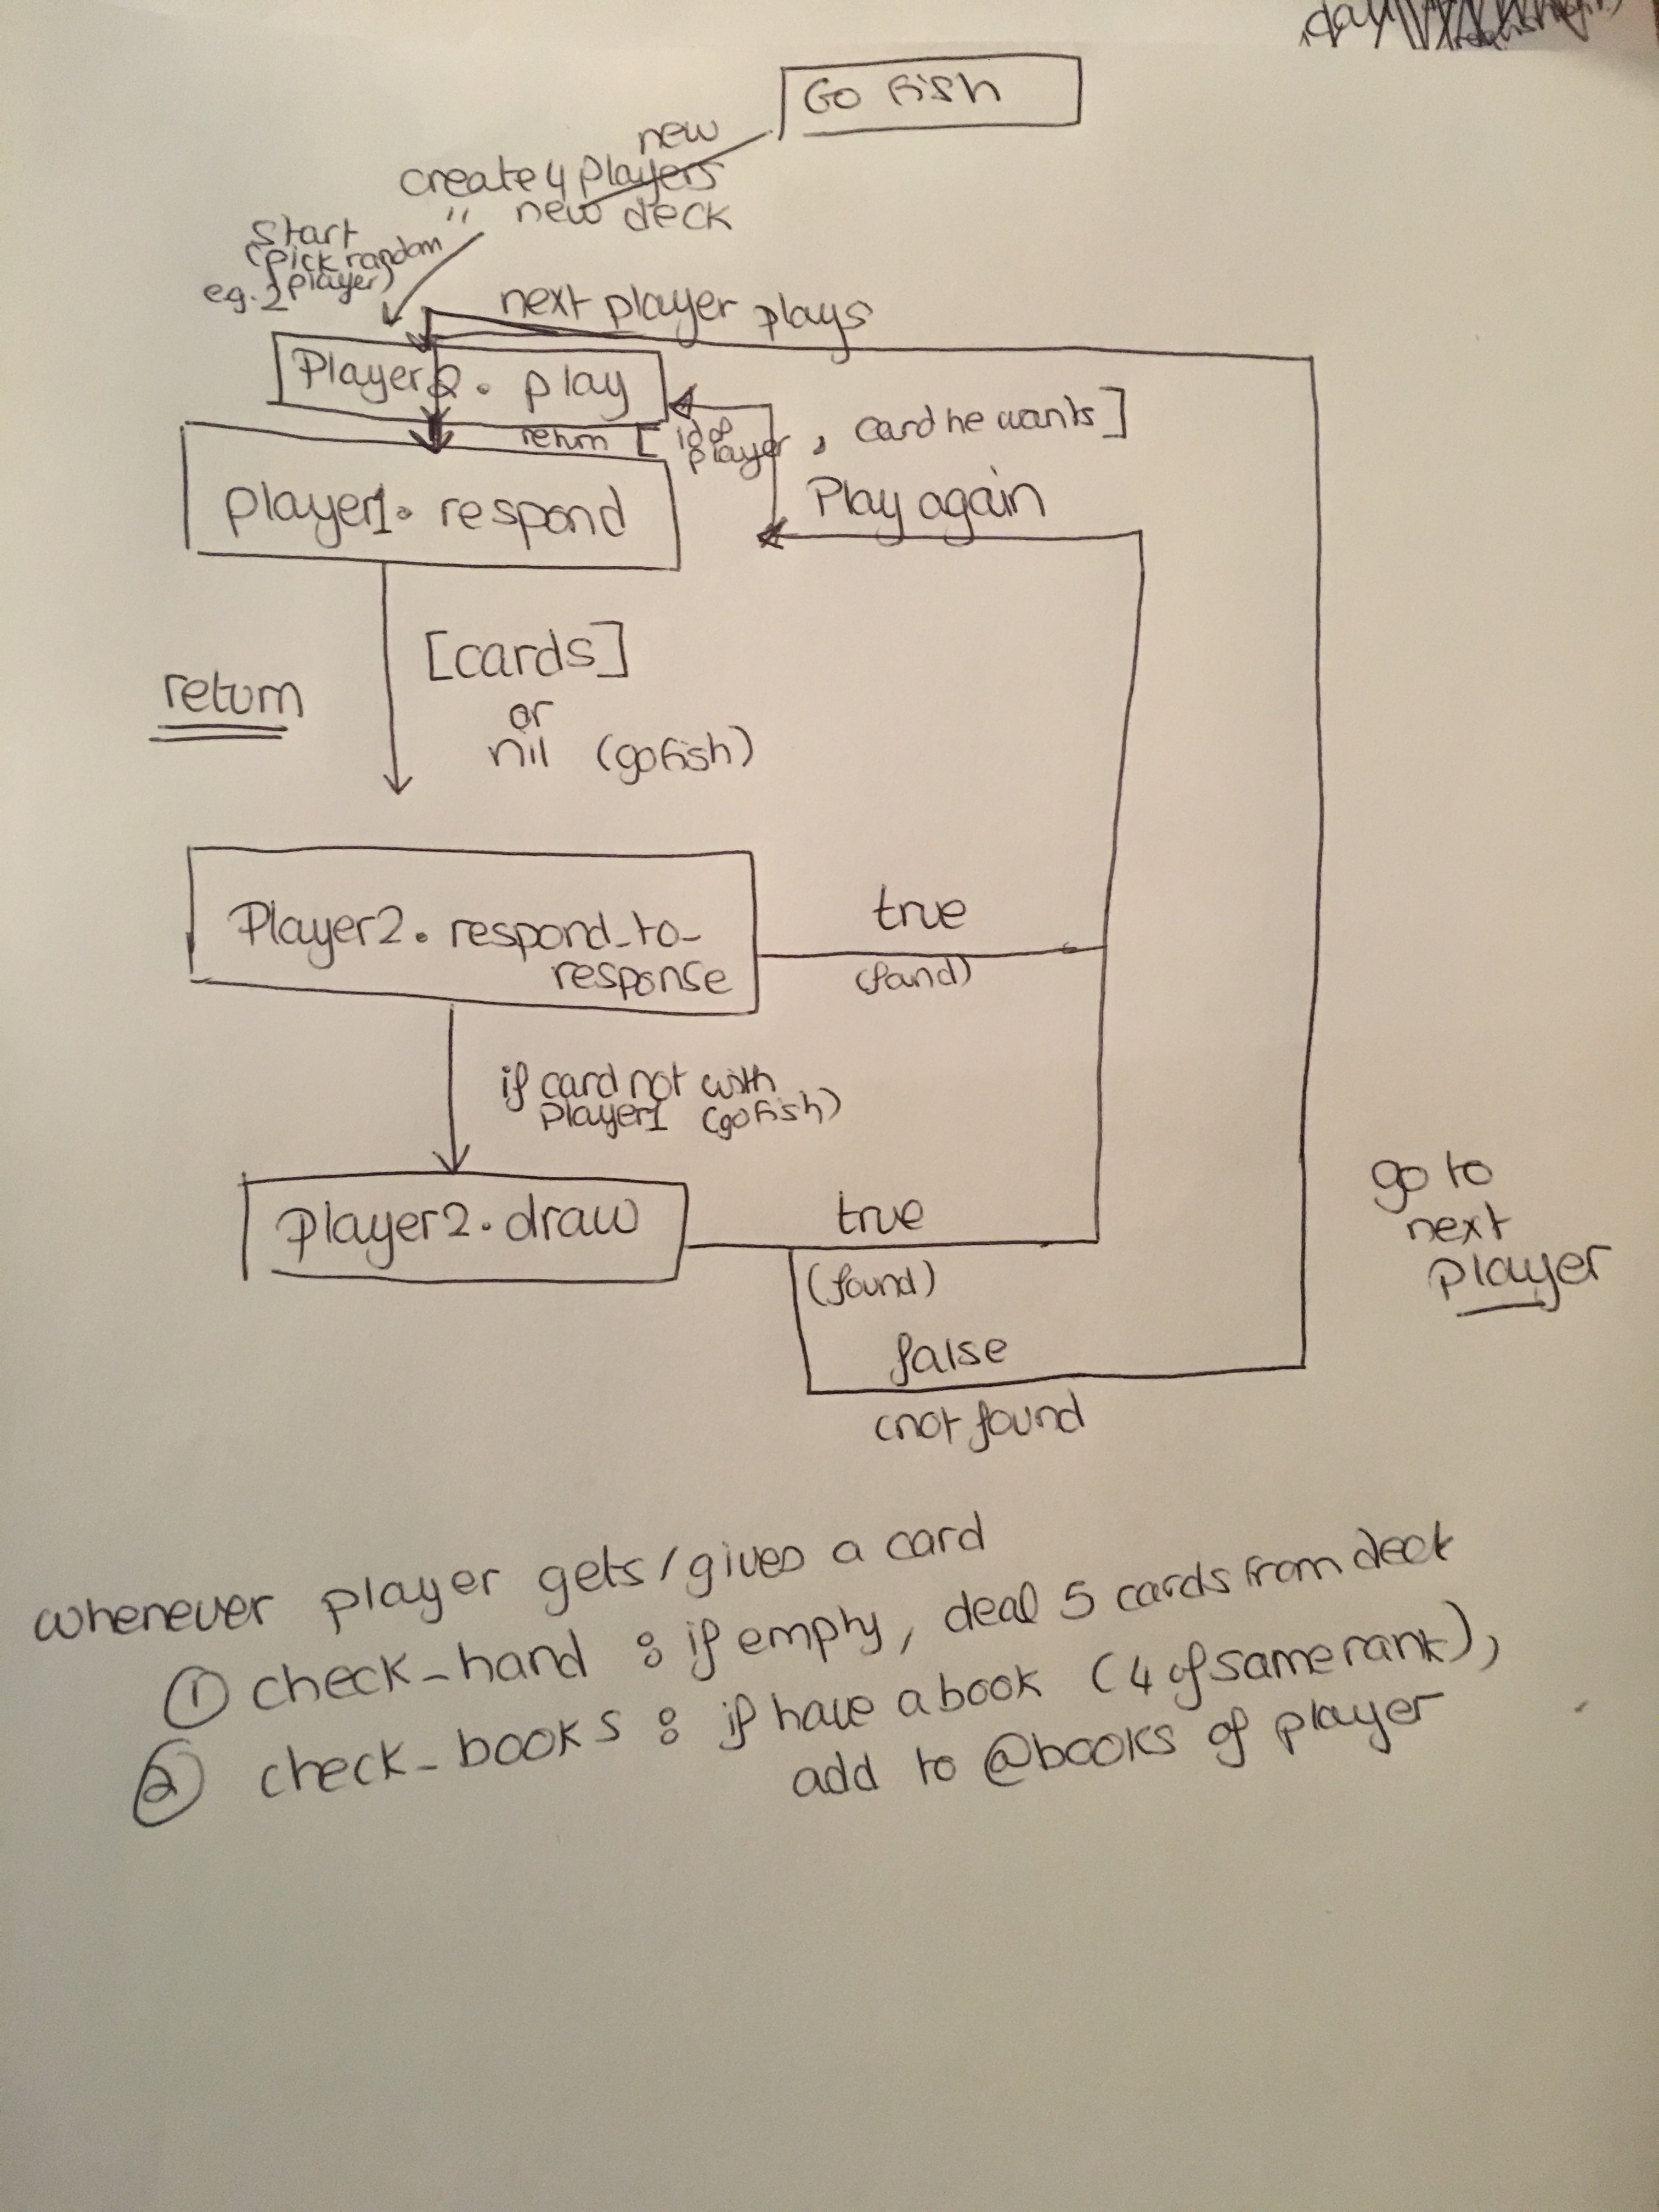 day
Go Fish
new
create 4 players
" new deck
Start
(pick random
player)
eg. 2
next player plays
Player2. play
return [ id of
player , card he wants]
player1. respond
Play again
[cards]
or
nil (gofish)
return
Player2. respond_to_
response
true
(found)
if card not with
player1 (gofish)
Player2.draw
true
(found)
false
(not found
go to
next
player
whenever player gets/gives a card
① check_hand : if empty, deal 5 cards from deck
② check_books : if have a book (4 of same rank),
add to @books of player